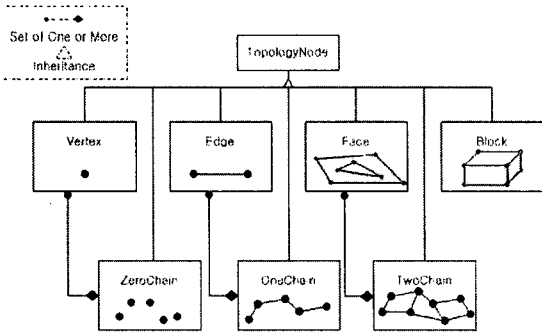 Set of One or More
Inheritance
TopologyNode
Vertex
Edge
Face
Block
ZeroChain
OneChain
TwoChain